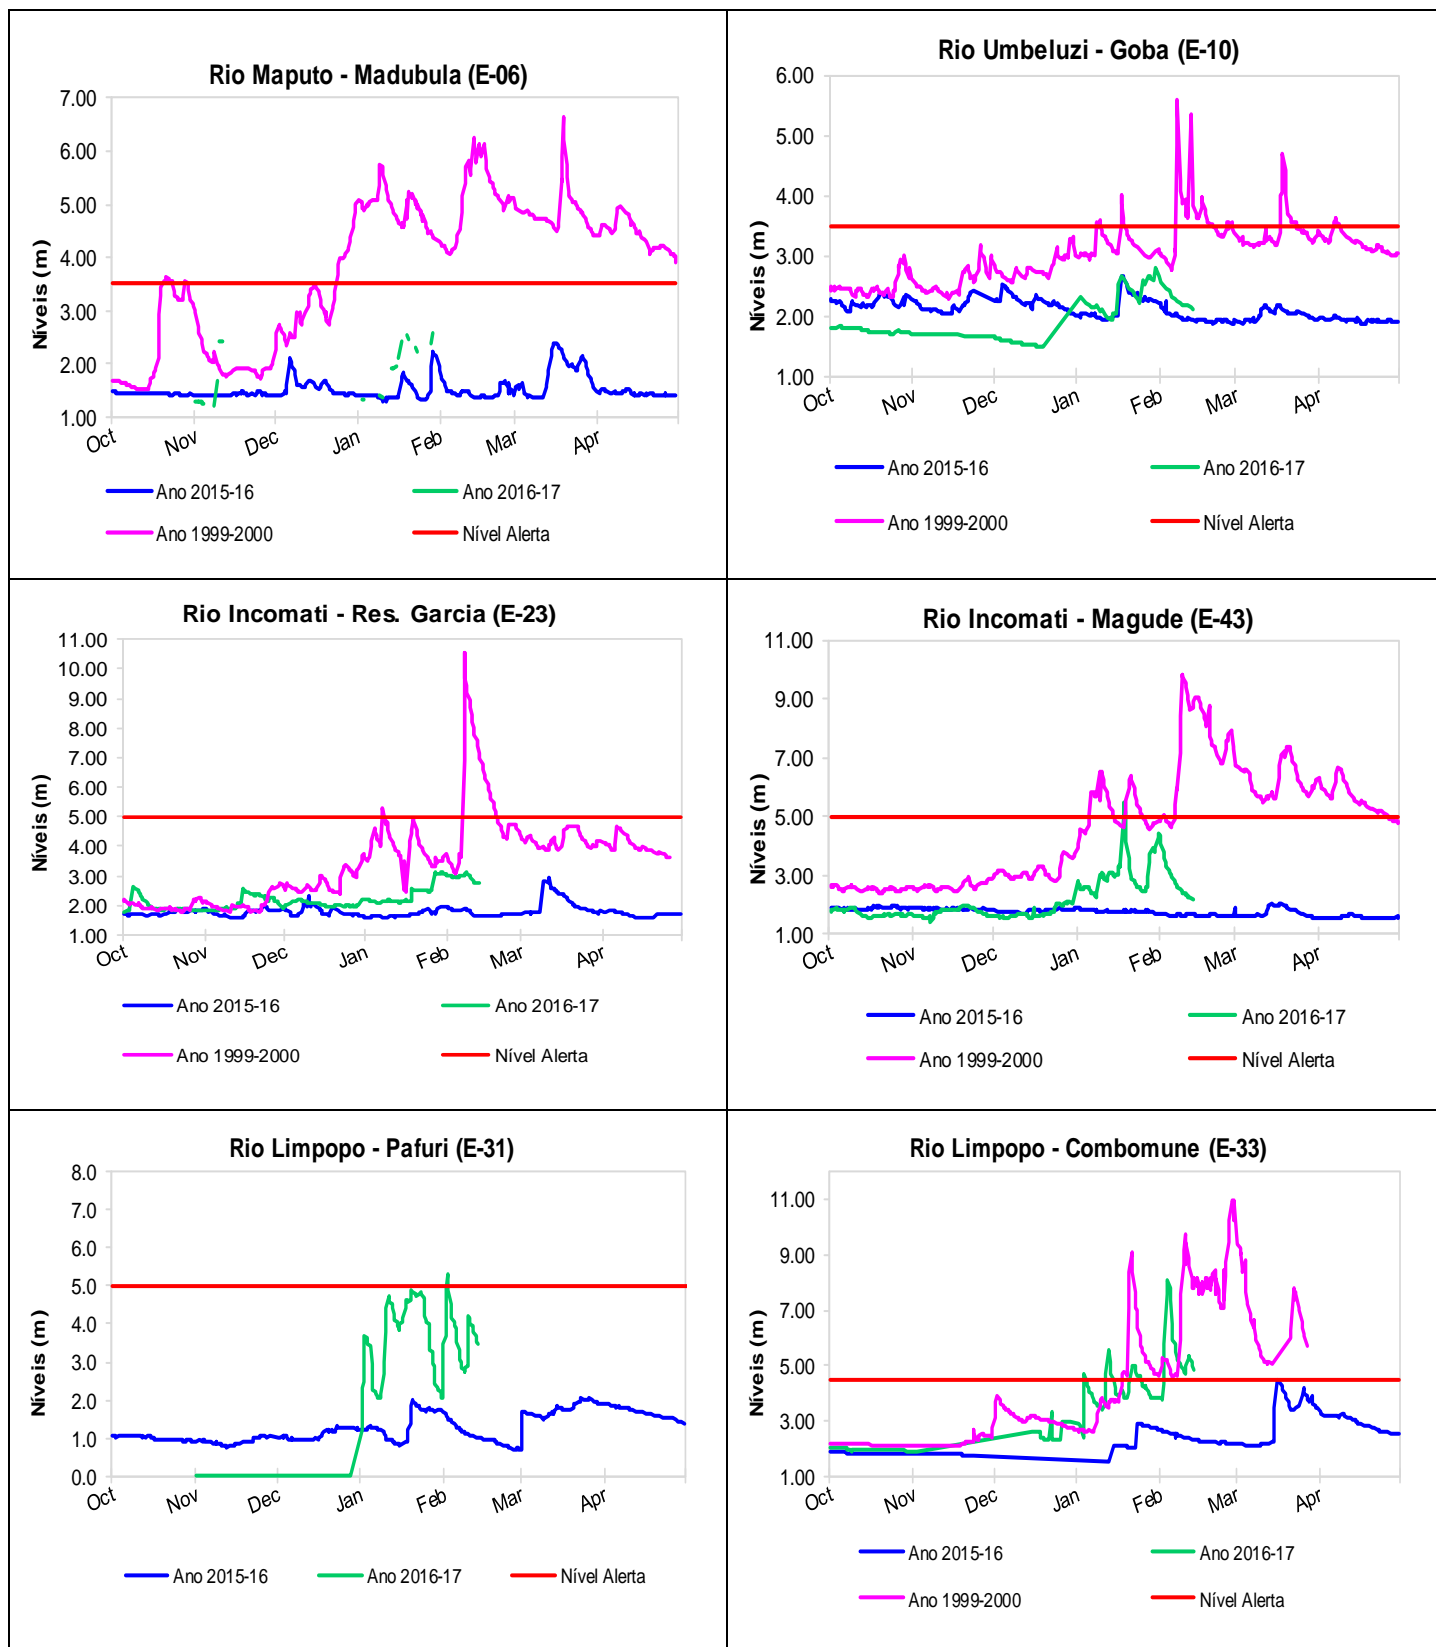 Rio Maputo - Madubula (E-06)
Níveis (m)
7.00
6.00
5.00
4.00
3.00
2.00
1.00
Oct Nov Dec Jan Feb Mar Apr
Ano 2015-16 Ano 2016-17
Ano 1999-2000 Nível Alerta
Rio Umbeluzi - Goba (E-10)
Níveis (m)
6.00
5.00
4.00
3.00
2.00
1.00
Oct Nov Dec Jan Feb Mar Apr
Ano 2015-16 Ano 2016-17
Ano 1999-2000 Nível Alerta
Rio Incomati - Res. Garcia (E-23)
Níveis (m)
11.00
10.00
9.00
8.00
7.00
6.00
5.00
4.00
3.00
2.00
1.00
Oct Nov Dec Jan Feb Mar Apr
Ano 2015-16 Ano 2016-17
Ano 1999-2000 Nível Alerta
Rio Incomati - Magude (E-43)
Níveis (m)
11.00
9.00
7.00
5.00
3.00
1.00
Oct Nov Dec Jan Feb Mar Apr
Ano 2015-16 Ano 2016-17
Ano 1999-2000 Nível Alerta
Rio Limpopo - Pafuri (E-31)
Níveis (m)
8.0
7.0
6.0
5.0
4.0
3.0
2.0
1.0
0.0
Oct Nov Dec Jan Feb Mar Apr
Ano 2015-16 Ano 2016-17 Nível Alerta
Rio Limpopo - Combomune (E-33)
Níveis (m)
11.00
9.00
7.00
5.00
3.00
1.00
Oct Nov Dec Jan Feb Mar Apr
Ano 2015-16 Ano 2016-17
Ano 1999-2000 Nível Alerta